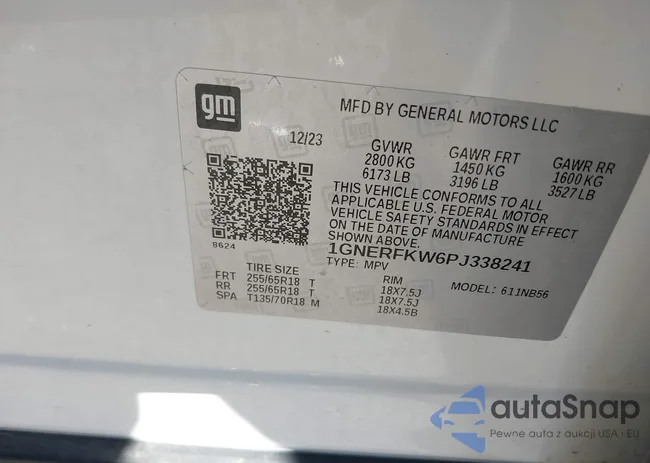 gm
MFD BY GENERAL MOTORS LLC
12/23
GVWR GAWR FRT GAWR RR
2800 KG 1450 KG 1600 KG
6173 LB 3196 LB 3527 LB
THIS VEHICLE CONFORMS TO ALL
APPLICABLE U.S. FEDERAL MOTOR
VEHICLE SAFETY STANDARDS IN EFFECT
ON THE DATE OF MANUFACTURE
SHOWN ABOVE.
8624
1GNERFKW6PJ338241
TYPE: MPV
TIRE SIZE RIM MODEL: 611NB56
FRT 255/65R18 T 18X7.5J
RR 255/65R18 T 18X7.5J
SPA T135/70R18 M 18X4.5B
autaSnap
Pewne auta z aukcji USA i EU